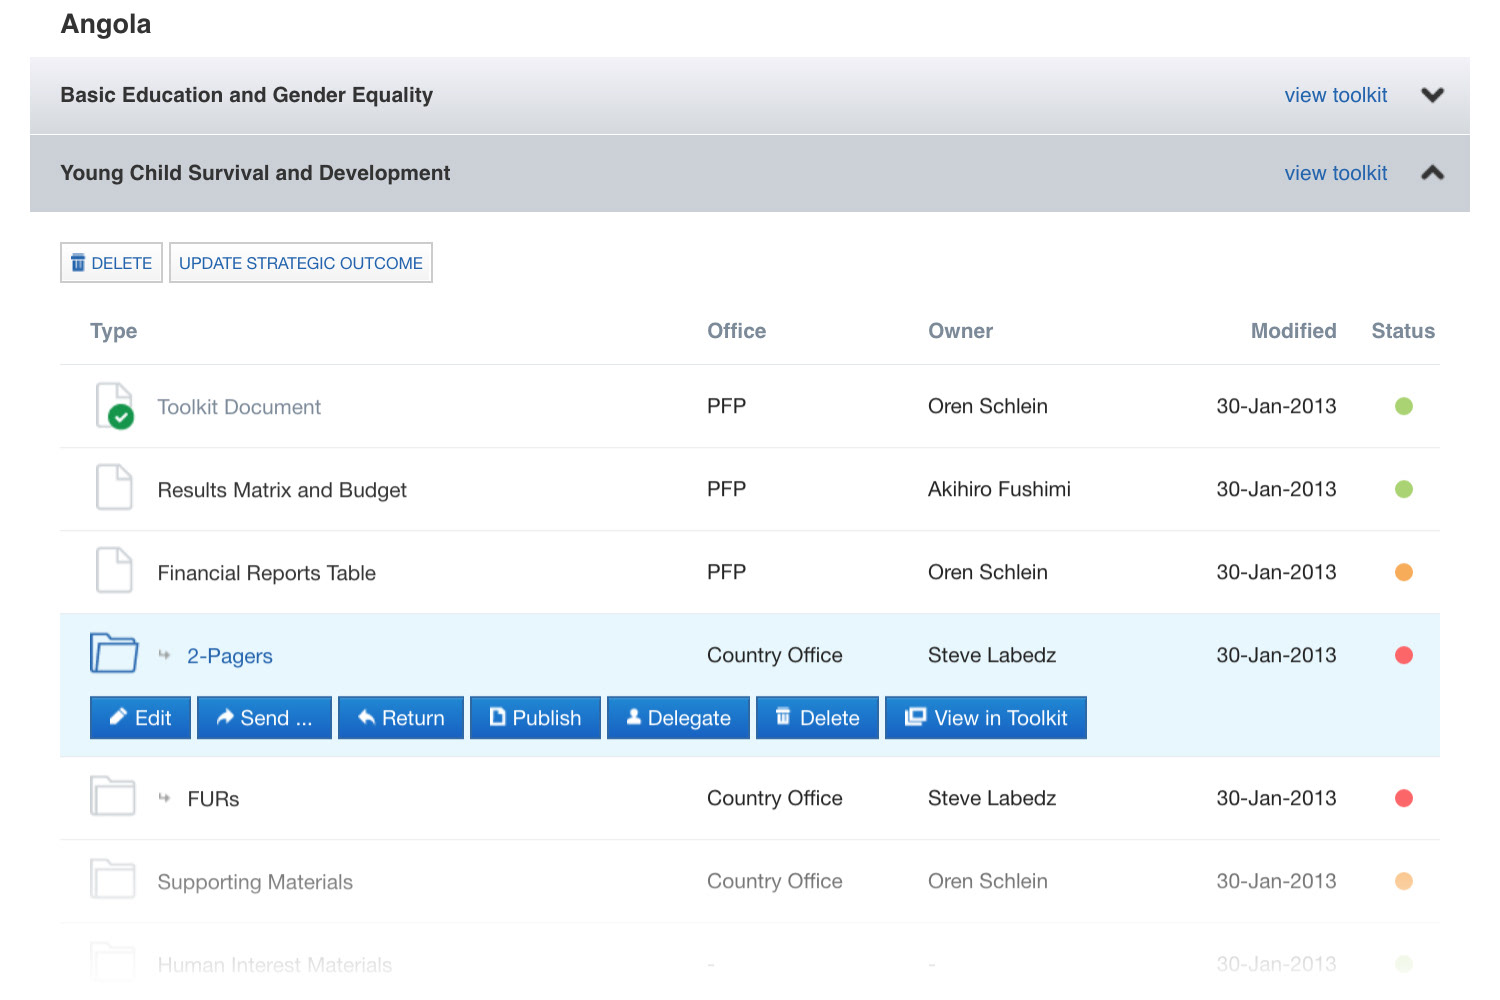 Angola
Basic Education and Gender Equality view toolkit
Young Child Survival and Development view toolkit
DELETE UPDATE STRATEGIC OUTCOME
Type Office Owner Modified Status
Toolkit Document PFP Oren Schlein 30-Jan-2013
Results Matrix and Budget PFP Akihiro Fushimi 30-Jan-2013
Financial Reports Table PFP Oren Schlein 30-Jan-2013
2-Pagers Country Office Steve Labedz 30-Jan-2013
Edit Send ... Return Publish Delegate Delete View in Toolkit
FURs Country Office Steve Labedz 30-Jan-2013
Supporting Materials Country Office Oren Schlein 30-Jan-2013
Human Interest Materials - - 30-Jan-2013